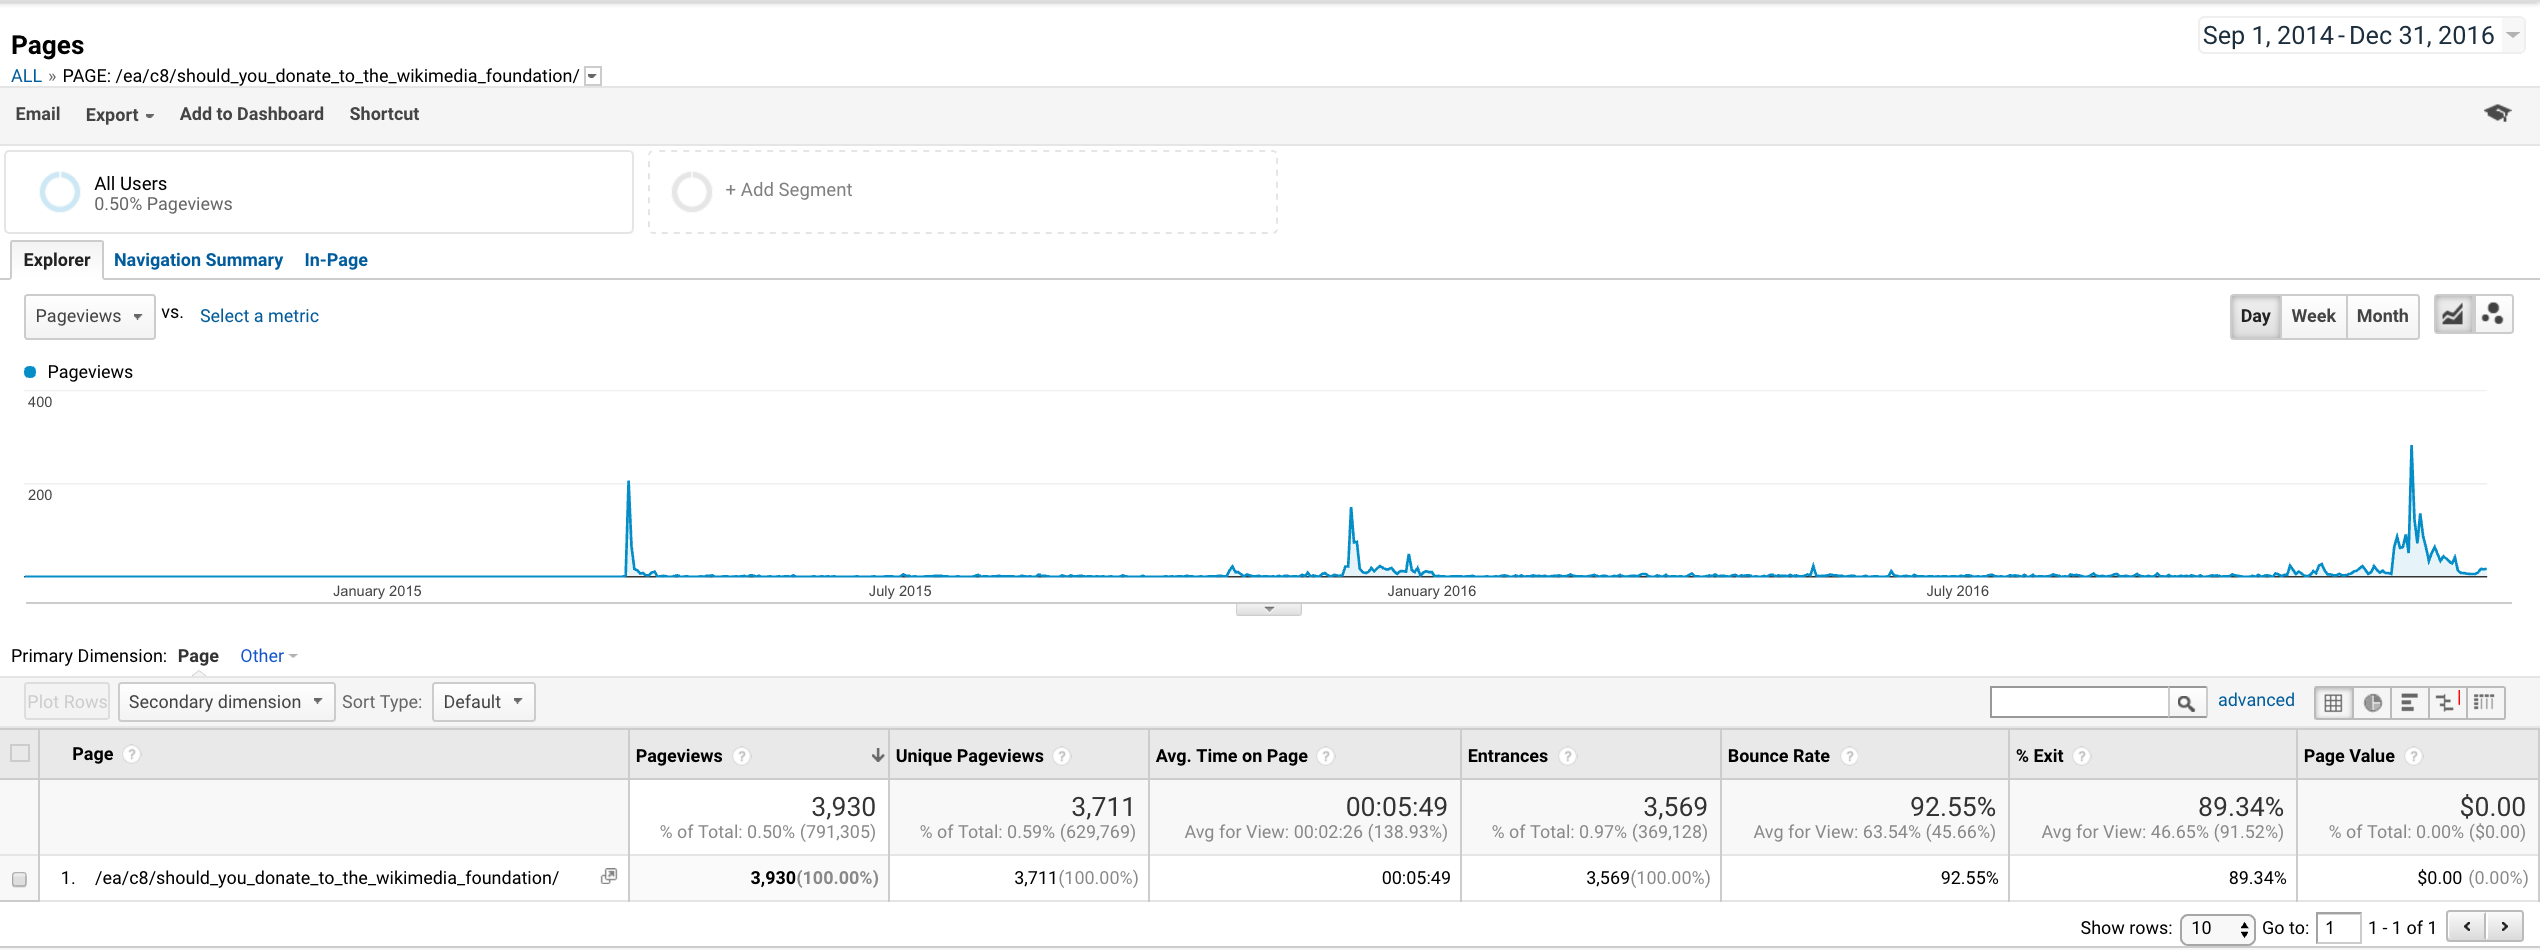 Pages
Sep 1, 2014 - Dec 31, 2016
ALL » PAGE: /ea/c8/should_you_donate_to_the_wikimedia_foundation/
Email Export Add to Dashboard Shortcut
All Users
0.50% Pageviews
+ Add Segment
Explorer Navigation Summary In-Page
Pageviews vs. Select a metric
Day Week Month
Pageviews
400
200
January 2015 July 2015 January 2016 July 2016
Primary Dimension: Page Other
Plot Rows Secondary dimension Sort Type: Default advanced
Page ? Pageviews ? Unique Pageviews ? Avg. Time on Page ? Entrances ? Bounce Rate ? % Exit ? Page Value ?
3,930 3,711 00:05:49 3,569 92.55% 89.34% $0.00
% of Total: 0.50% (791,305) % of Total: 0.59% (629,769) Avg for View: 00:02:26 (138.93%) % of Total: 0.97% (369,128) Avg for View: 63.54% (45.66%) Avg for View: 46.65% (91.52%) % of Total: 0.00% ($0.00)
1. /ea/c8/should_you_donate_to_the_wikimedia_foundation/ 3,930(100.00%) 3,711(100.00%) 00:05:49 3,569(100.00%) 92.55% 89.34% $0.00 (0.00%)
Show rows: 10 Go to: 1 1 - 1 of 1